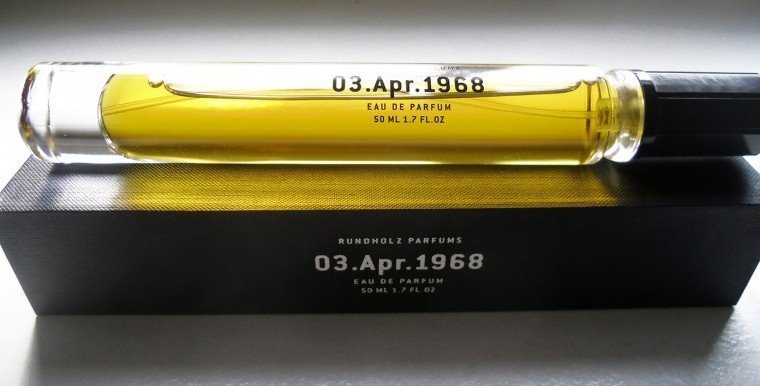 03.Apr.1968
EAU DE PARFUM
50 ML 1.7 FL.OZ
RUNDHOLZ PARFUMS
03.Apr.1968
EAU DE PARFUM
50 ML 1.7 FL OZ